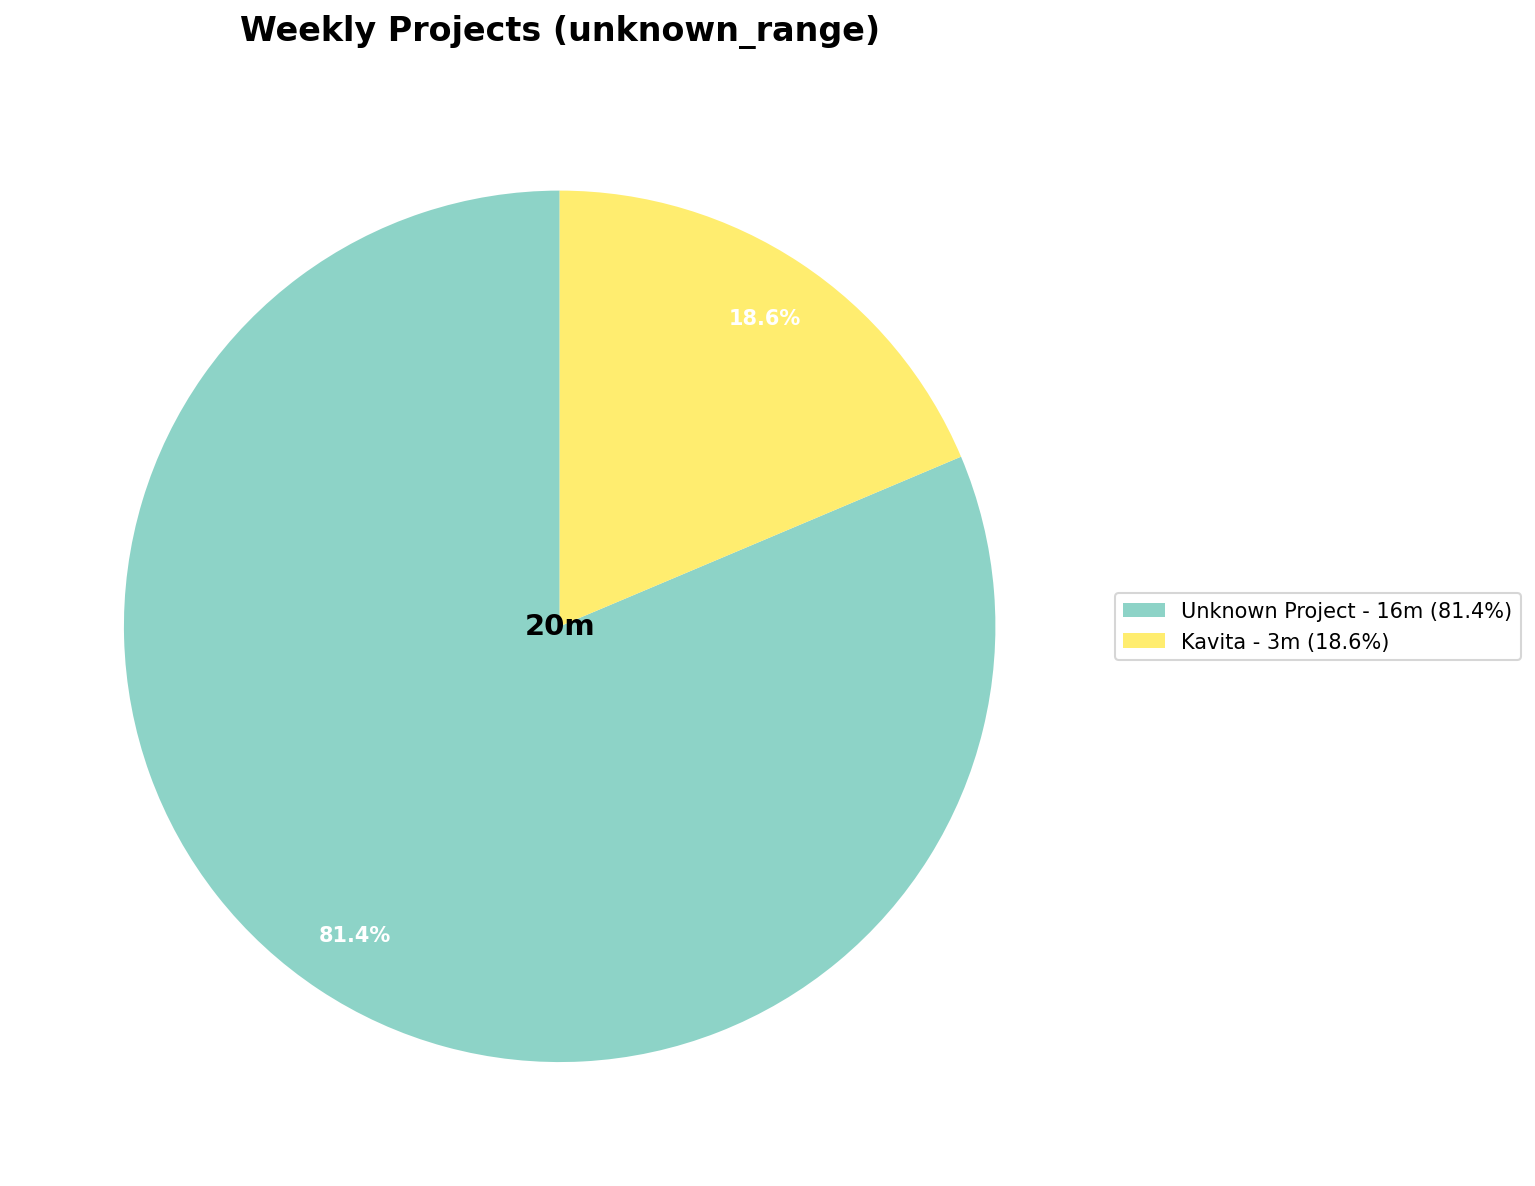 Weekly Projects (unknown_range)
18.6%
20m
Unknown Project - 16m (81.4%)
Kavita - 3m (18.6%)
81.4%